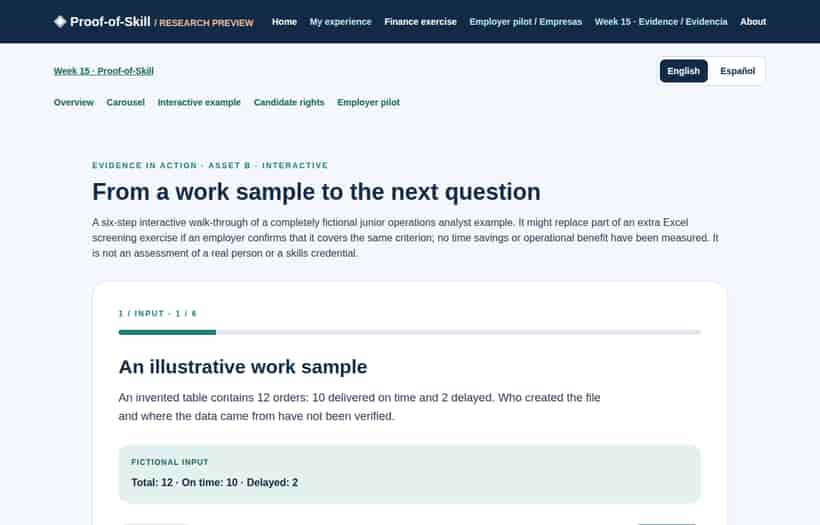 Proof-of-Skill / RESEARCH PREVIEW Home My experience Finance exercise Employer pilot / Empresas Week 15 · Evidence / Evidencia About
Week 15 · Proof-of-Skill English Español
Overview Carousel Interactive example Candidate rights Employer pilot
EVIDENCE IN ACTION · ASSET B · INTERACTIVE
From a work sample to the next question
A six-step interactive walk-through of a completely fictional junior operations analyst example. It might replace part of an extra Excel
screening exercise if an employer confirms that it covers the same criterion; no time savings or operational benefit have been measured. It
is not an assessment of a real person or a skills credential.
1 / INPUT · 1 / 6
An illustrative work sample
An invented table contains 12 orders: 10 delivered on time and 2 delayed. Who created the file
and where the data came from have not been verified.
FICTIONAL INPUT
Total: 12 · On time: 10 · Delayed: 2